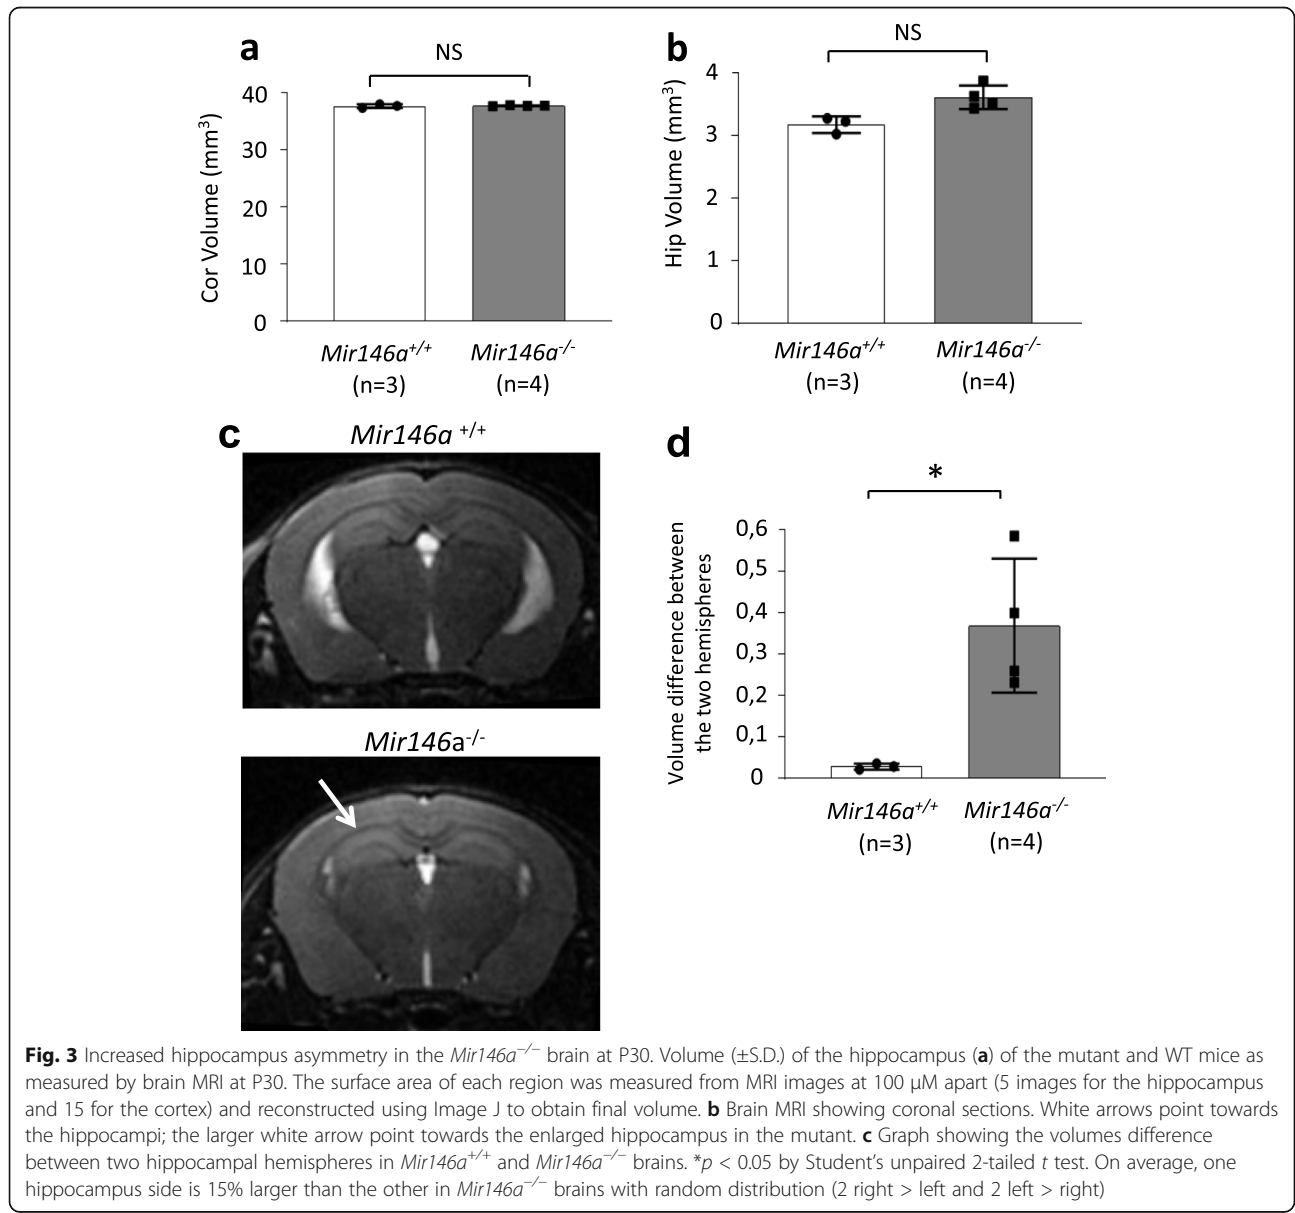 a
NS
Cor Volume (mm³)
40
30
20
10
0
Mir146a+/+
(n=3)
Mir146a-/-
(n=4)
b
NS
Hip Volume (mm³)
4
3
2
1
0
Mir146a+/+
(n=3)
Mir146a-/-
(n=4)
c
Mir146a +/+
Mir146a-/-
d
*
Volume difference between
the two hemispheres
0,6
0,5
0,4
0,3
0,2
0,1
0
Mir146a+/+
(n=3)
Mir146a-/-
(n=4)
Fig. 3 Increased hippocampus asymmetry in the Mir146a−/− brain at P30. Volume (±S.D.) of the hippocampus (a) of the mutant and WT mice as
measured by brain MRI at P30. The surface area of each region was measured from MRI images at 100 μM apart (5 images for the hippocampus
and 15 for the cortex) and reconstructed using Image J to obtain final volume. b Brain MRI showing coronal sections. White arrows point towards
the hippocampi; the larger white arrow point towards the enlarged hippocampus in the mutant. c Graph showing the volumes difference
between two hippocampal hemispheres in Mir146a+/+ and Mir146a−/− brains. *p < 0.05 by Student's unpaired 2-tailed t test. On average, one
hippocampus side is 15% larger than the other in Mir146a−/− brains with random distribution (2 right > left and 2 left > right)